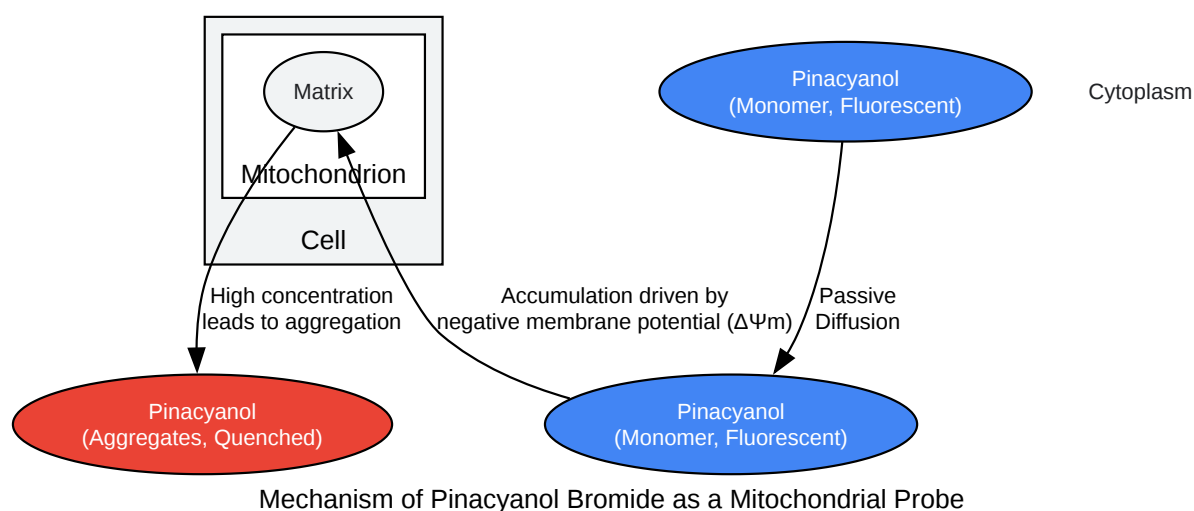 Matrix
Pinacyanol
(Monomer, Fluorescent)
Cytoplasm
Mitochondrion
Cell
High concentration
leads to aggregation
Accumulation driven by
negative membrane potential (ΔΨm)
Passive
Diffusion
Pinacyanol
(Aggregates, Quenched)
Pinacyanol
(Monomer, Fluorescent)
Mechanism of Pinacyanol Bromide as a Mitochondrial Probe